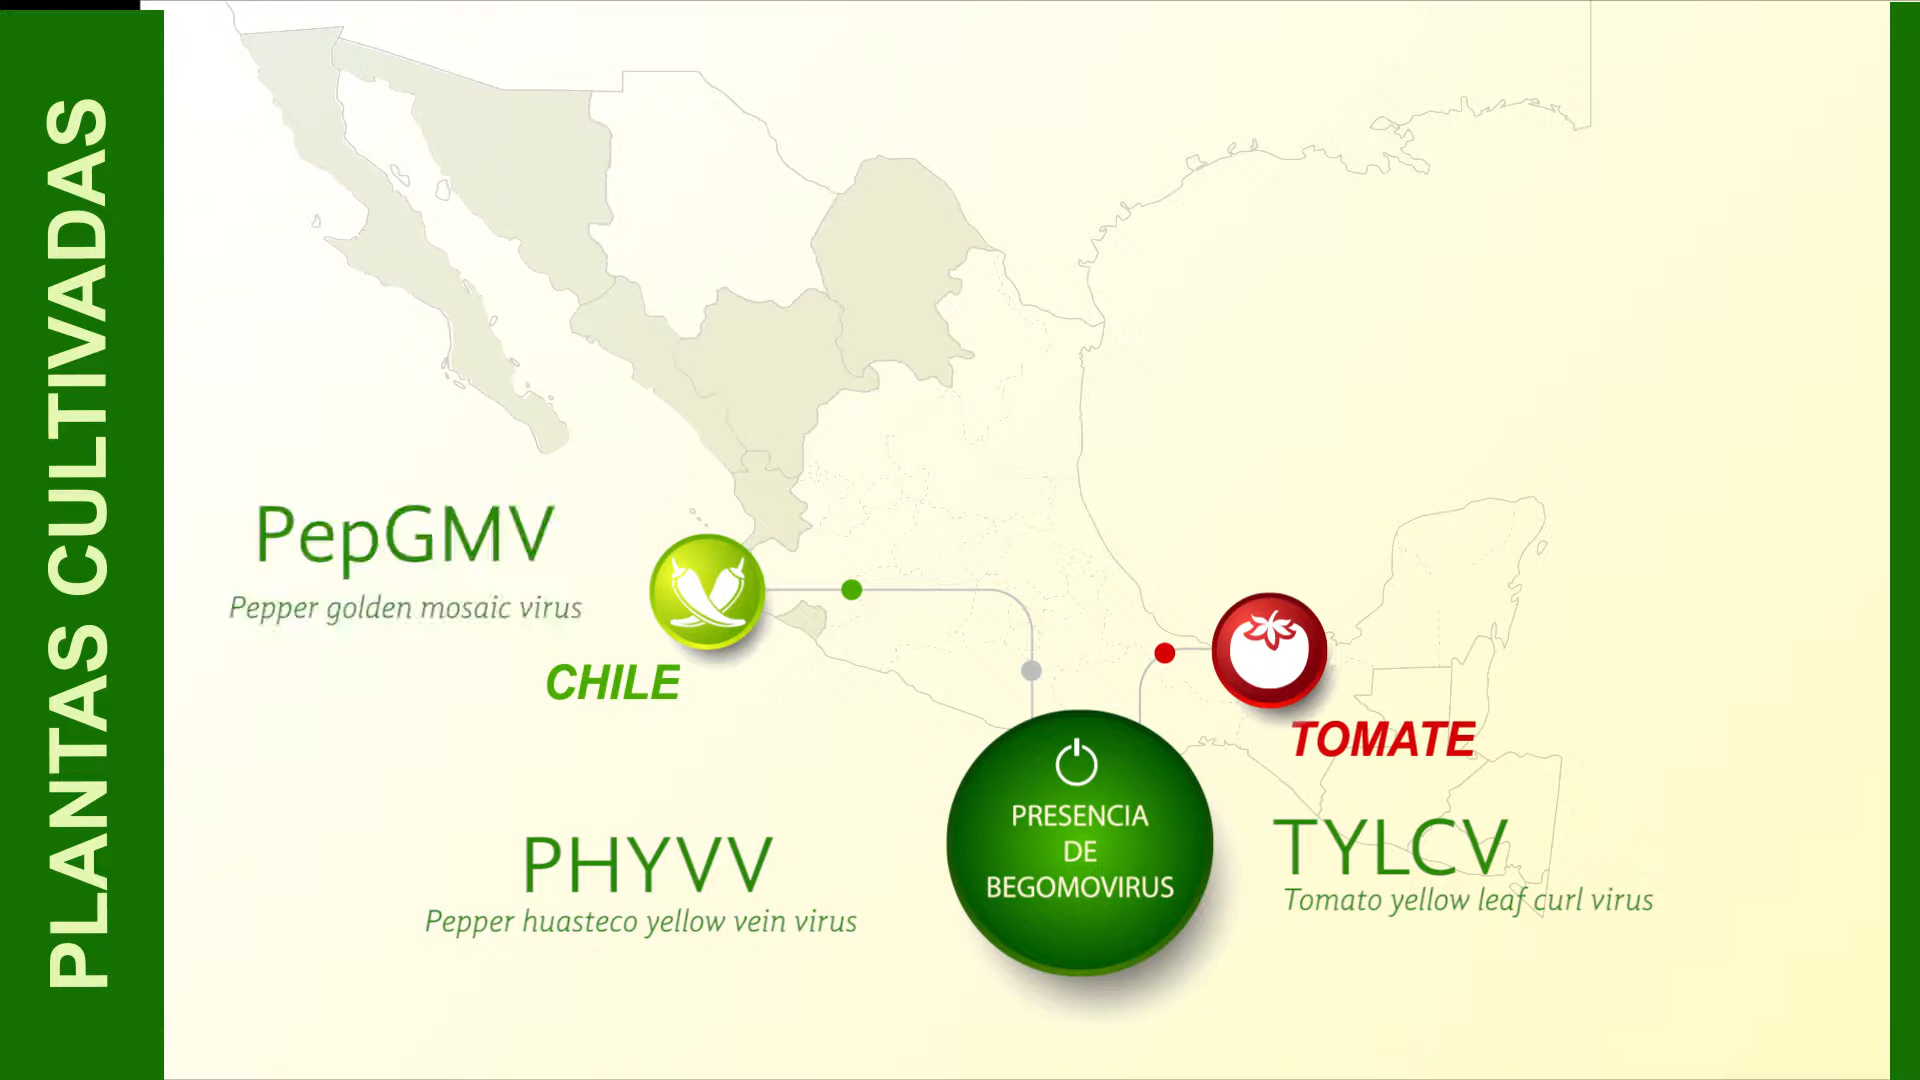 PLANTAS CULTIVADAS
PepGMV
Pepper golden mosaic virus
CHILE
TOMATE
PHYVV
Pepper huasteco yellow vein virus
PRESENCIA
DE
BEGOMOVIRUS
TYLCV
Tomato yellow leaf curl virus